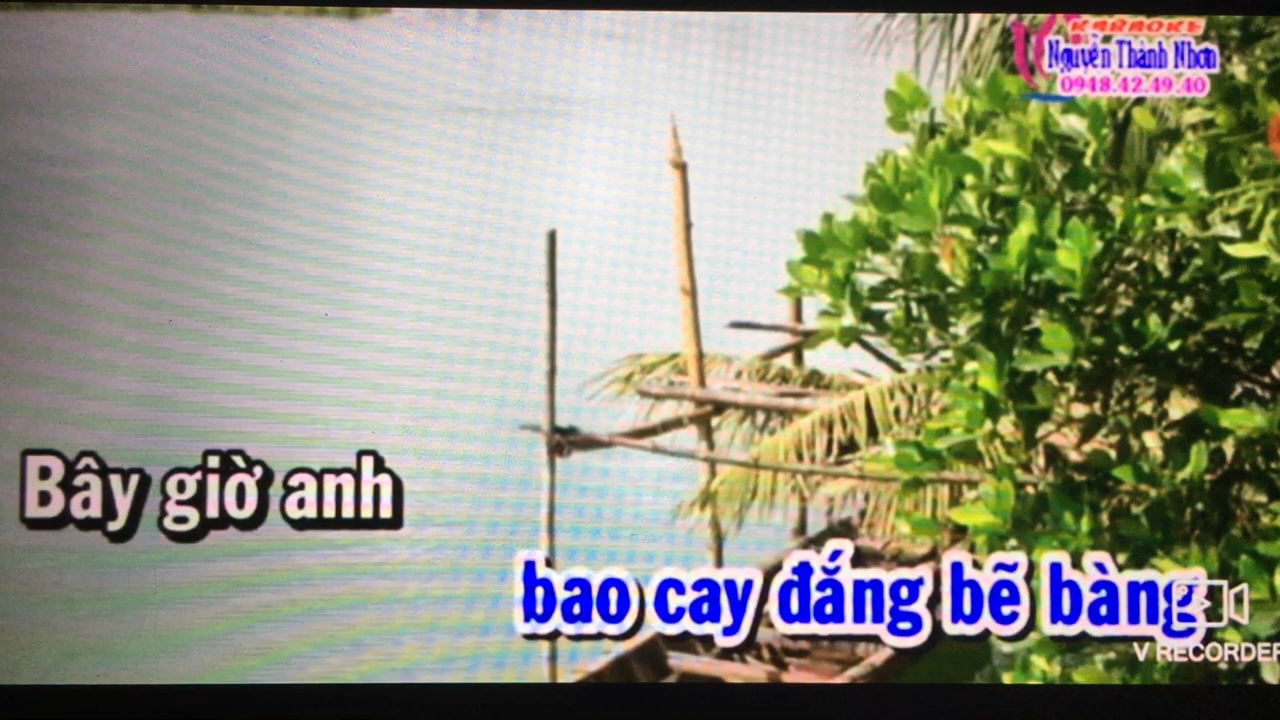 KARAOKE
Nguyễn Thành Nhơn
0948.42.49.40
Bây giờ anh
bao cay đắng bẽ bàng
V RECORDER